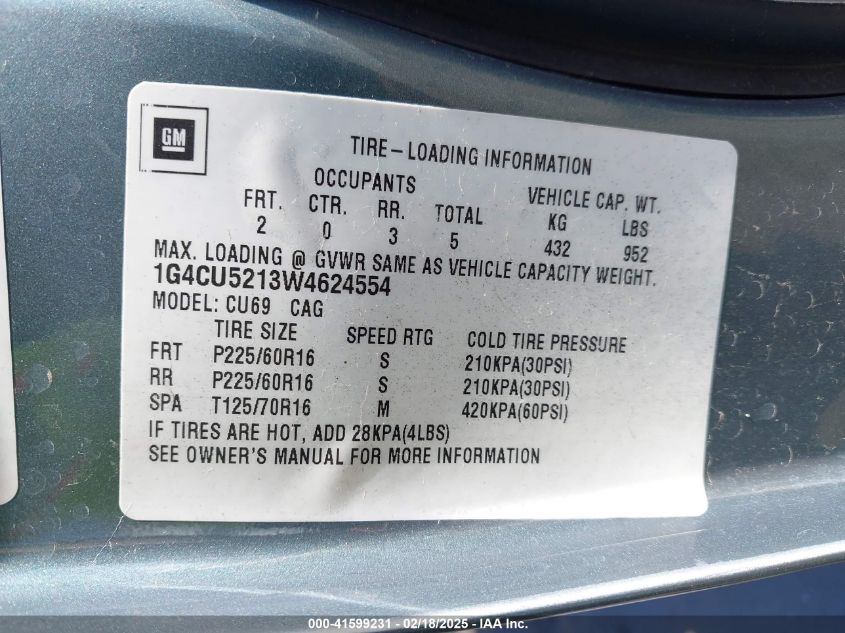 GM
TIRE-LOADING INFORMATION
OCCUPANTS VEHICLE CAP. WT.
FRT. CTR. RR. TOTAL KG LBS
2 0 3 5 432 952
MAX. LOADING @ GVWR SAME AS VEHICLE CAPACITY WEIGHT.
1G4CU5213W4624554
MODEL: CU69 CAG
TIRE SIZE SPEED RTG COLD TIRE PRESSURE
FRT P225/60R16 S 210KPA(30PSI)
RR P225/60R16 S 210KPA(30PSI)
SPA T125/70R16 M 420KPA(60PSI)
IF TIRES ARE HOT, ADD 28KPA(4LBS)
SEE OWNER'S MANUAL FOR MORE INFORMATION
000-41599231 - 02/18/2025 - IAA Inc.